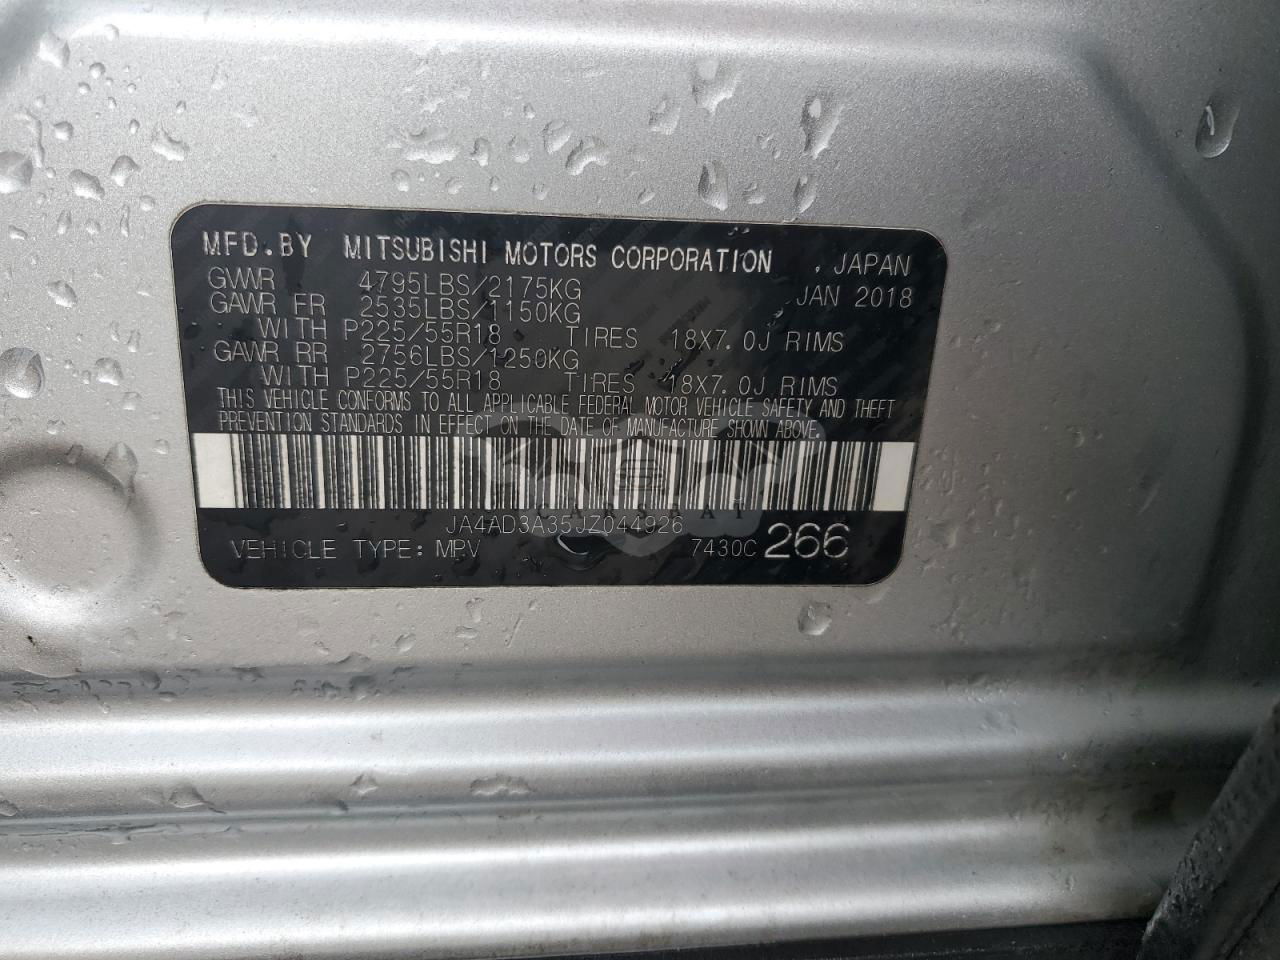 MFD. BY MITSUBISHI MOTORS CORPORATION , JAPAN
GVWR 4795LBS/2175KG JAN 2018
GAWR FR 2535LBS/1150KG
WITH P225/55R18 TIRES 18X7.0J RIMS
GAWR RR 2756LBS/1250KG
WITH P225/55R18 TIRES 18X7.0J RIMS
THIS VEHICLE CONFORMS TO ALL APPLICABLE FEDERAL MOTOR VEHICLE SAFETY AND THEFT
PREVENTION STANDARDS IN EFFECT ON THE DATE OF MANUFACTURE SHOWN ABOVE.
CARSBAT
JA4AD3A35JZ044926
VEHICLE TYPE: MPV 7430C 266